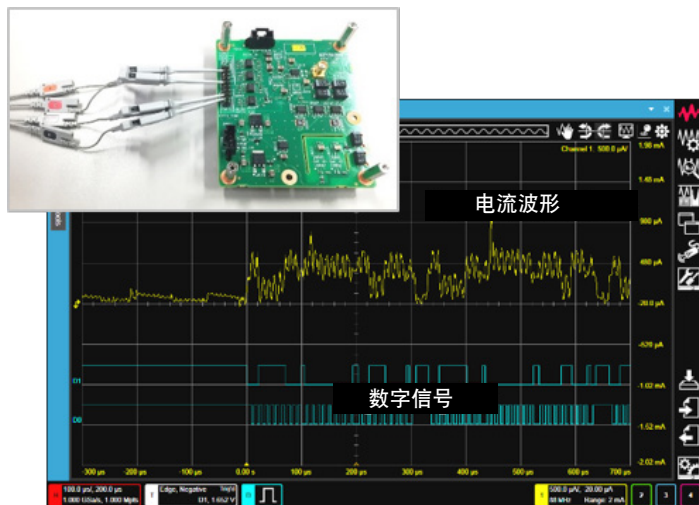 Channel 1: 500.0 µA/
1.98 mA
1.48 mA
电流波形
980 µA
480 µA
-20.0 µA
-520 µA
D1
-1.02 mA
数字信号
D0
-1.52 mA
-2.02 mA
-300 µs
-200 µs
-100 µs
0.00 s
100 µs
200 µs
300 µs
400 µs
500 µs
600 µs
700 µs
100.0 µs/, 200.0 µs
1.000 GSa/s, 1.000 Mpts
Edge, Negative
D1, 1.652 V
500.0 µA/, -20.00 µA
Range: 2 mA
2
3
4